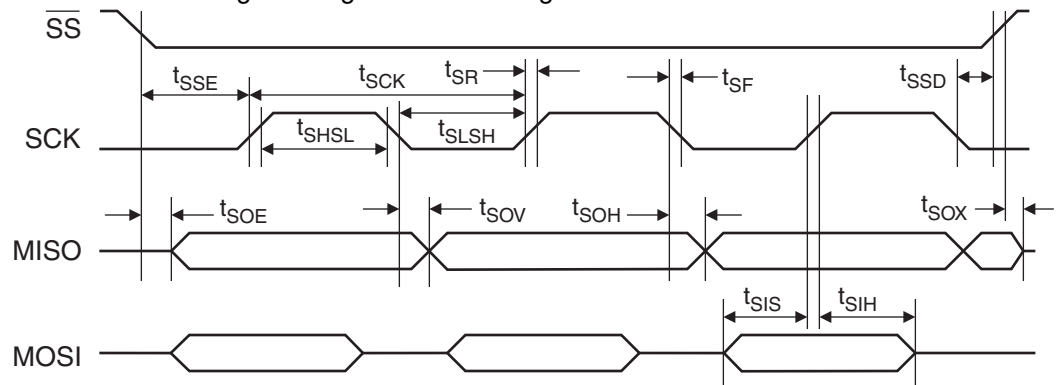 SS
tSSE
tSCK
tSR
tSF
tSSD
SCK
tSHSL
tSLSH
tSOE
tSOV
tSOH
tSOX
MISO
tSIS
tSIH
MOSI